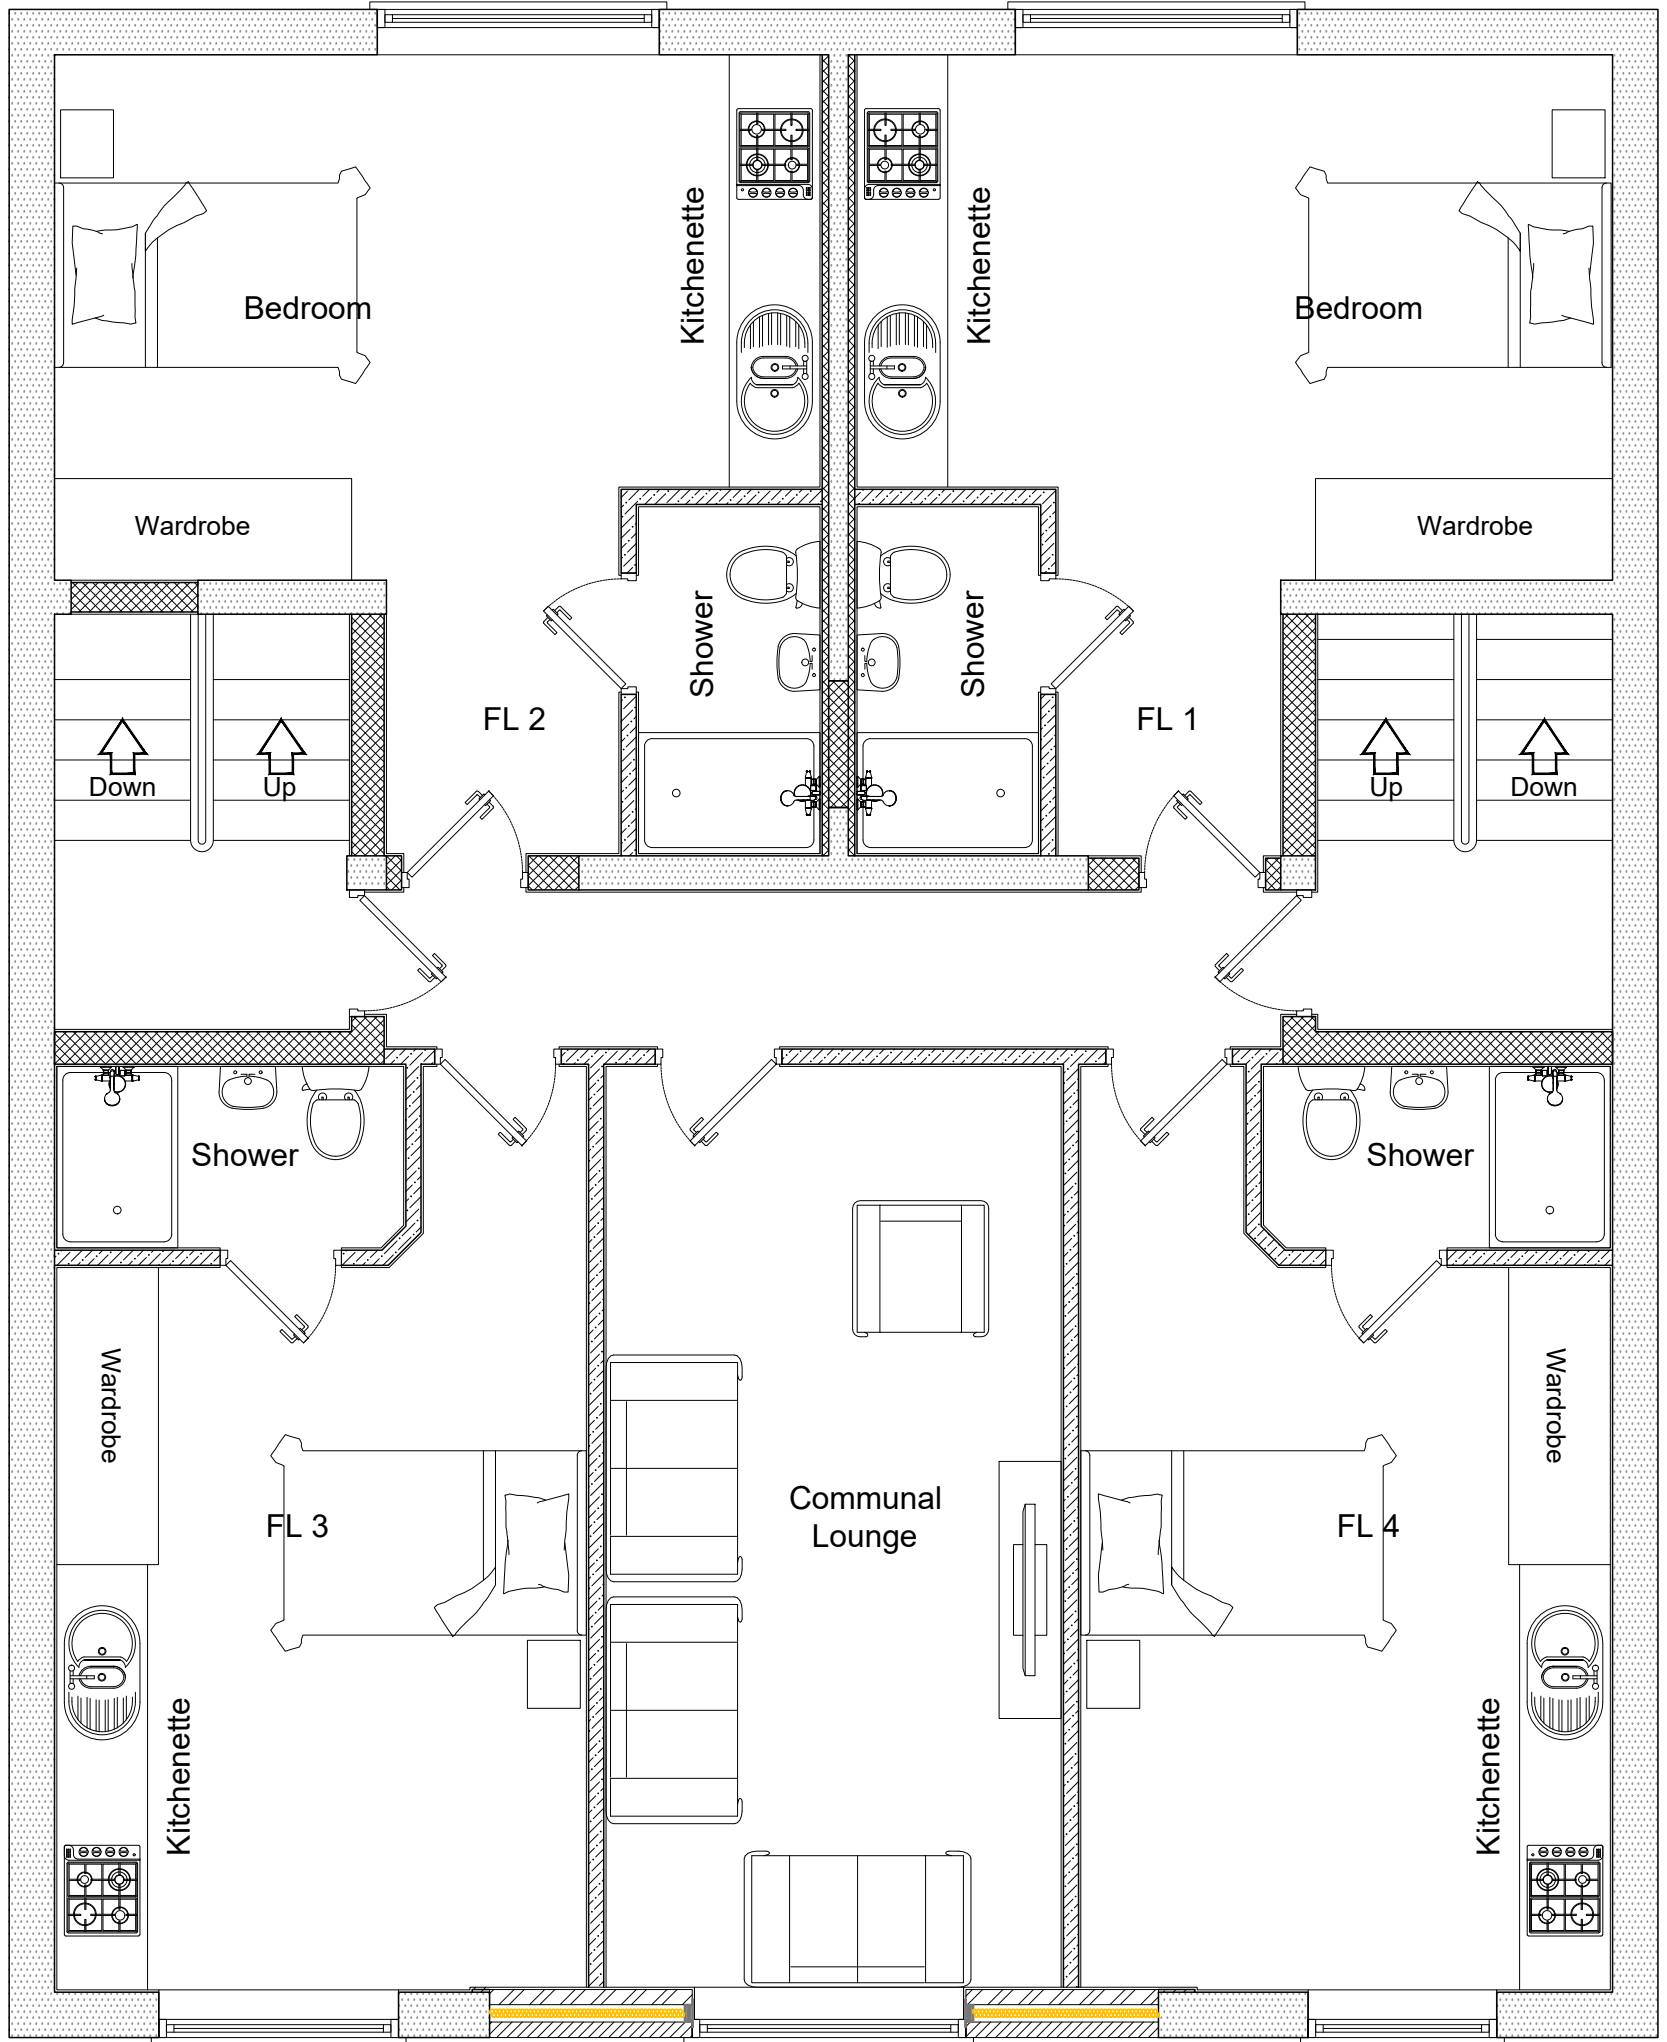 Kitchenette
Kitchenette
Bedroom
Bedroom
Wardrobe
Wardrobe
Shower
Shower
FL 2
FL 1
Down
Up
Up
Down
Shower
Shower
Wardrobe
Wardrobe
Communal
Lounge
FL 3
FL 4
Kitchenette
Kitchenette